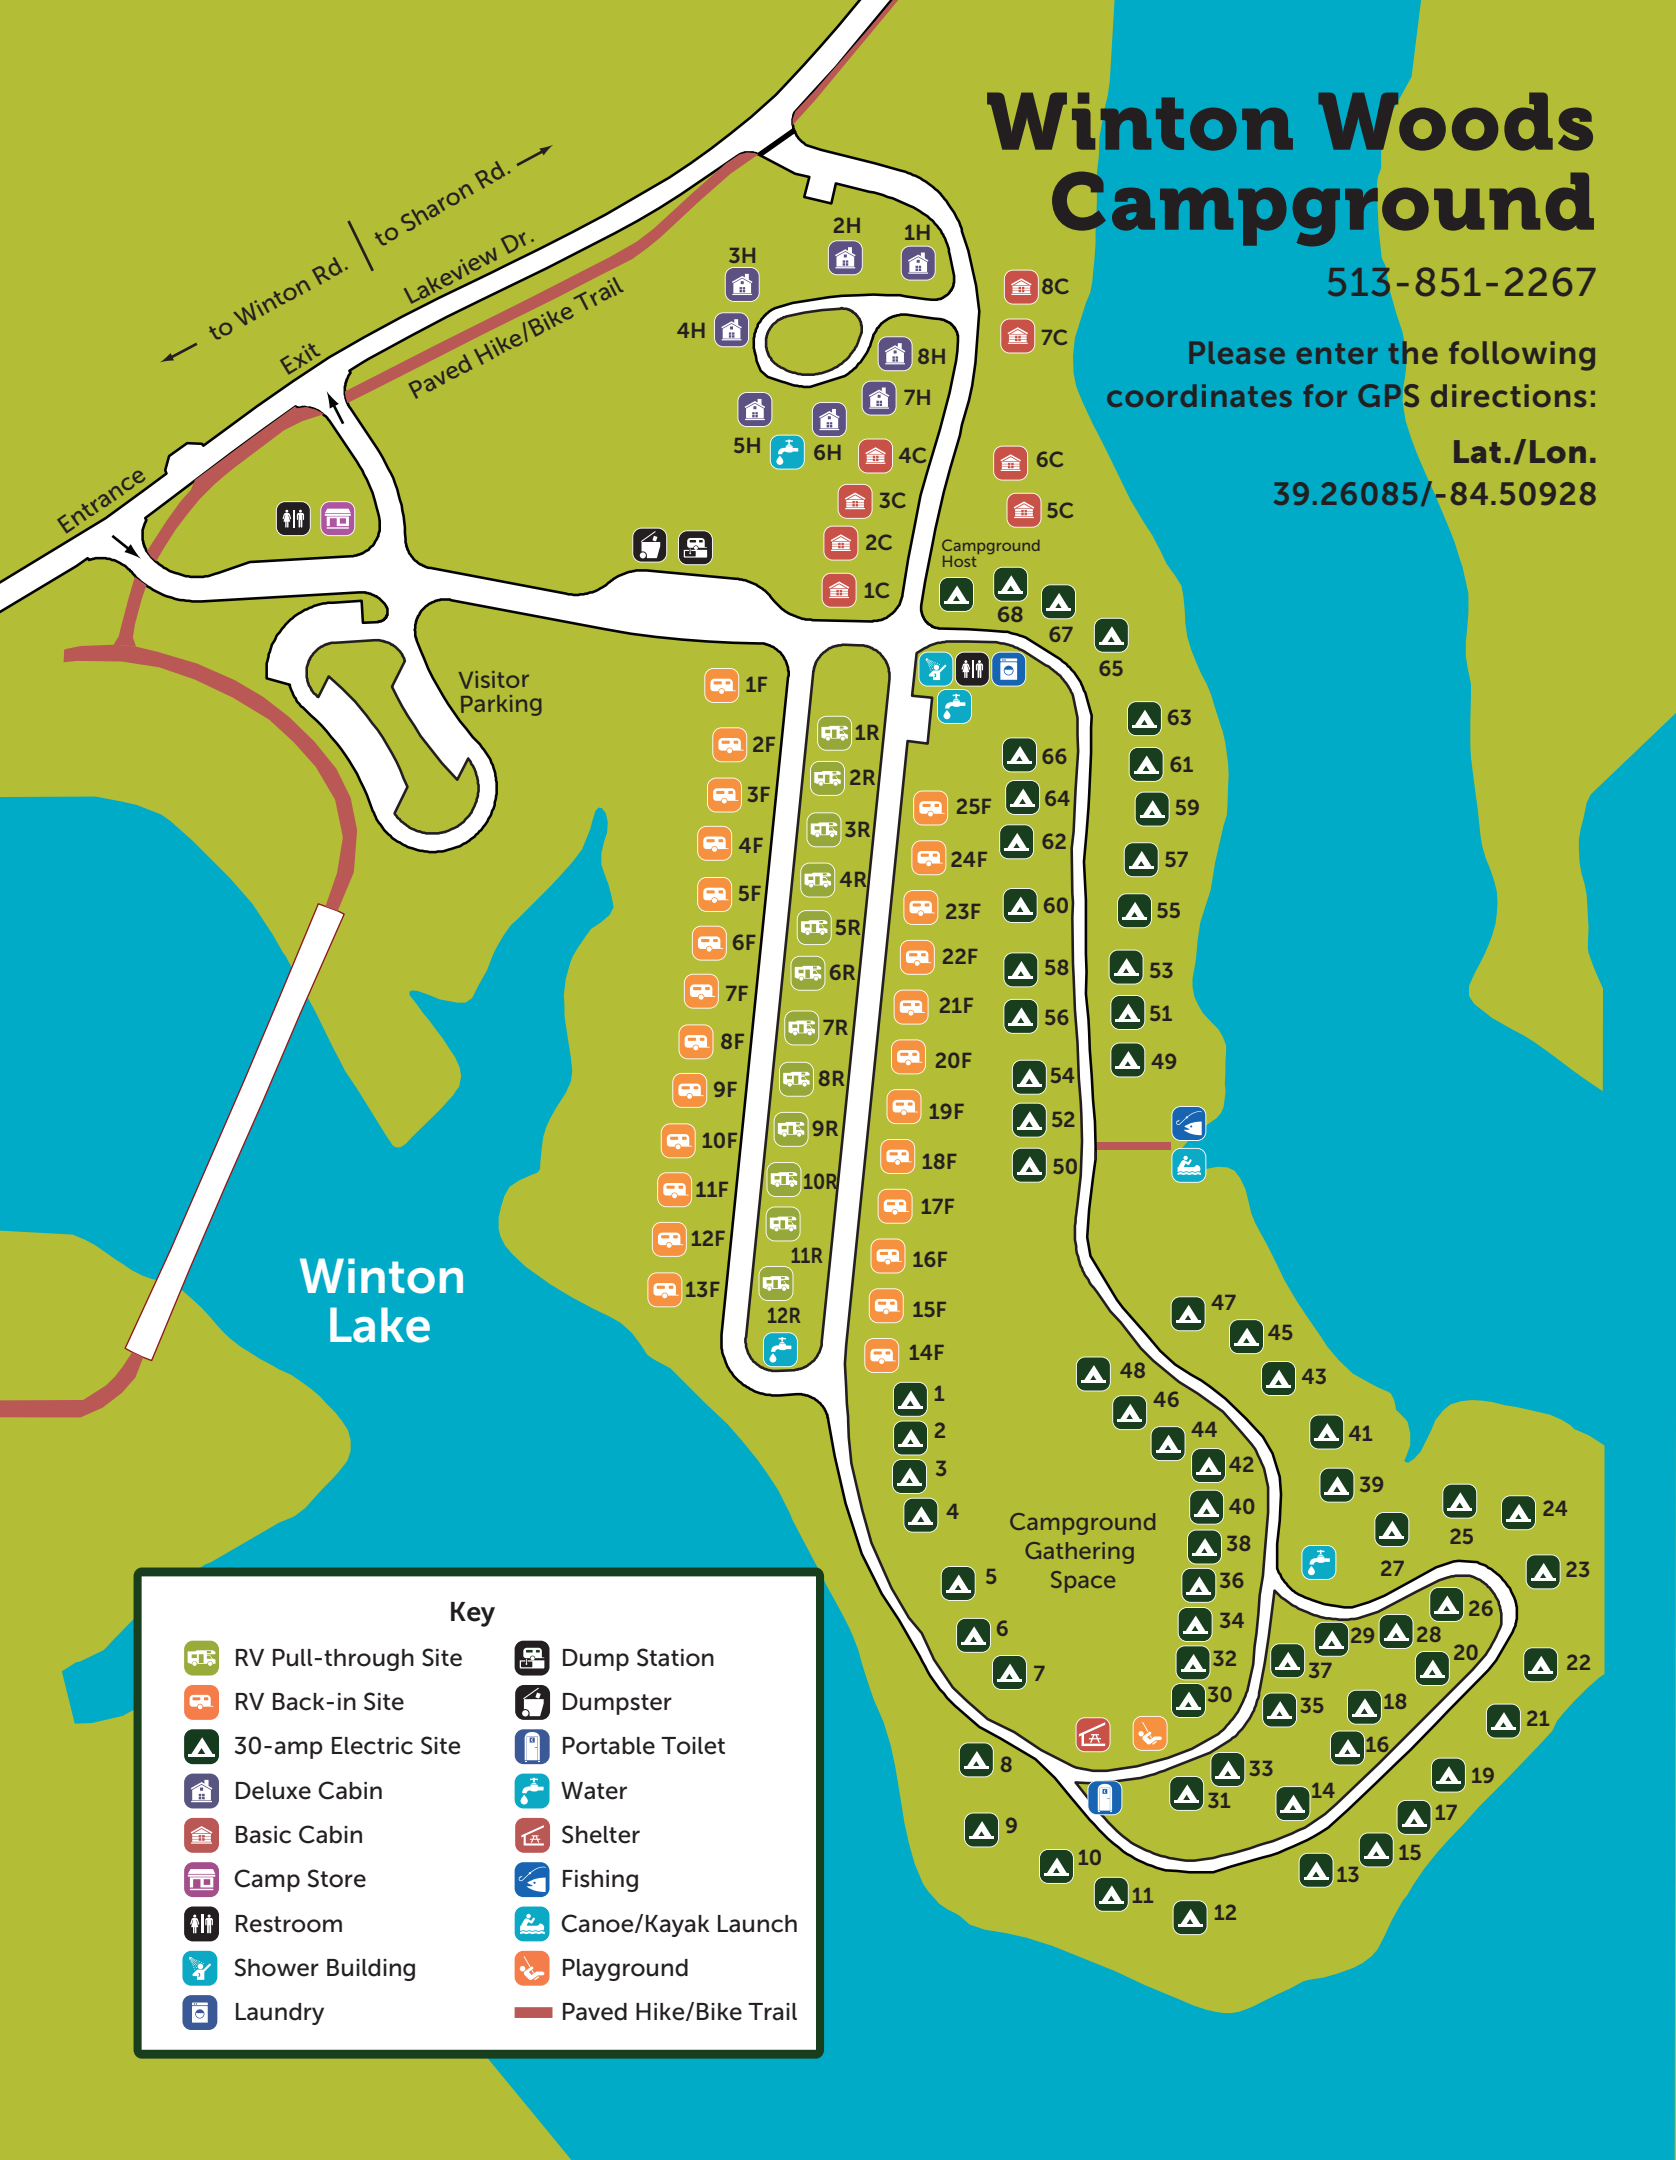 Winton Woods
Campground
513-851-2267
Please enter the following
coordinates for GPS directions:
Lat./Lon.
39.26085/-84.50928
to Winton Rd.
to Sharon Rd.
Lakeview Dr.
Paved Hike/Bike Trail
Exit
Entrance
2H
1H
3H
4H
8H
7H
5H
6H
8C
7C
4C
6C
3C
5C
2C
1C
Campground
Host
68
67
65
Visitor
Parking
1F
2F
3F
4F
5F
6F
7F
8F
9F
10F
11F
12F
13F
1R
2R
3R
4R
5R
6R
7R
8R
9R
10R
11R
12R
25F
24F
23F
22F
21F
20F
19F
18F
17F
16F
15F
14F
66
64
62
60
58
56
54
52
50
63
61
59
57
55
53
51
49
Winton
Lake
47
45
43
41
39
48
46
44
42
40
38
36
34
32
30
1
2
3
4
5
6
7
8
9
10
11
12
Campground
Gathering
Space
25
24
27
23
26
29
28
20
37
22
35
18
21
16
33
19
31
14
17
15
13
Key
RV Pull-through Site
RV Back-in Site
30-amp Electric Site
Deluxe Cabin
Basic Cabin
Camp Store
Restroom
Shower Building
Laundry
Dump Station
Dumpster
Portable Toilet
Water
Shelter
Fishing
Canoe/Kayak Launch
Playground
Paved Hike/Bike Trail